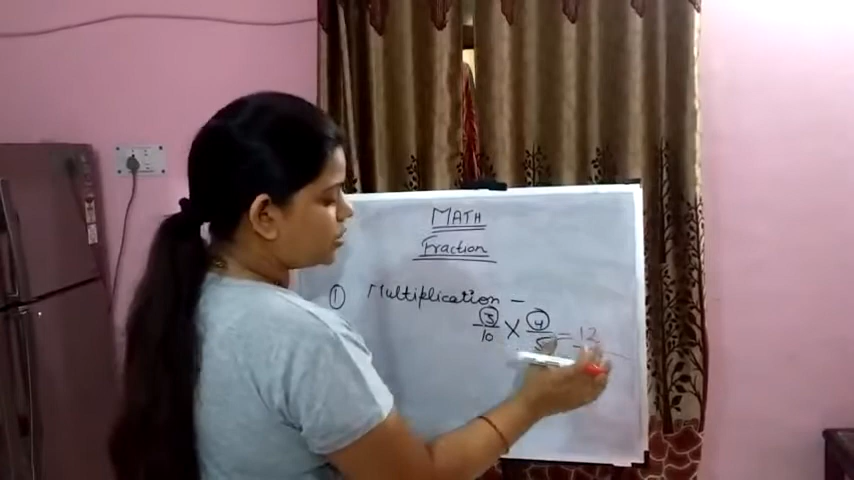 MATH
Fraction
① Multiplication —
3/10 X 4/5 = 12